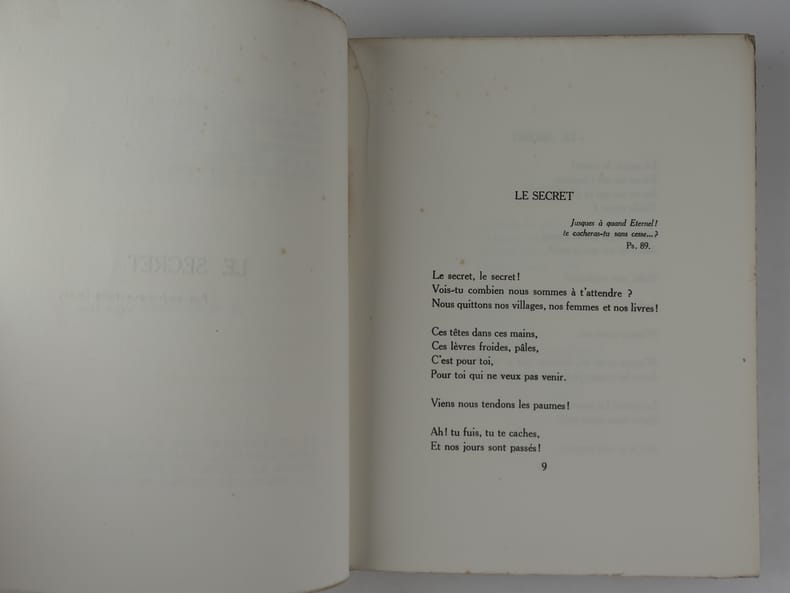 LE SECRET
LE SECRET
Jusques à quand Eternel!
te cacheras-tu sans cesse...?
Ps. 89.
Le secret, le secret!
Vois-tu combien nous sommes à t'attendre ?
Nous quittons nos villages, nos femmes et nos livres!
Ces têtes dans ces mains,
Ces lèvres froides, pâles,
C'est pour toi,
Pour toi qui ne veux pas venir.
Viens nous tendons les paumes!
Ah! tu fuis, tu te caches,
Et nos jours sont passés!
9